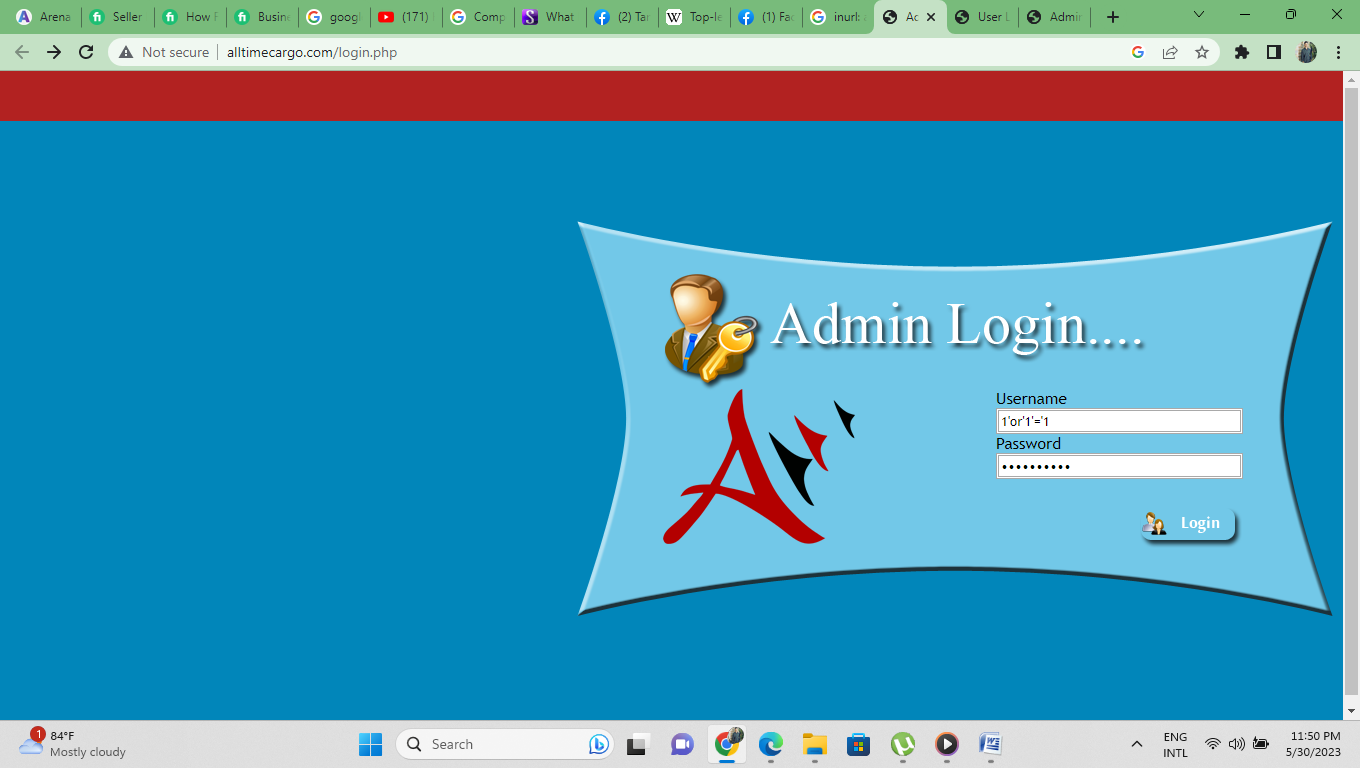 Arena
Seller
How F
Busine
googl
(171)
Comp
What
(2) Tar
Top-le
(1) Fac
inurl: a
Ac
User L
Admin
Not secure
alltimecargo.com/login.php
Admin Login....
Username
1'or'1'='1
Password
••••••••••
Login
1
84°F
Mostly cloudy
Search
ENG
INTL
11:50 PM
5/30/2023